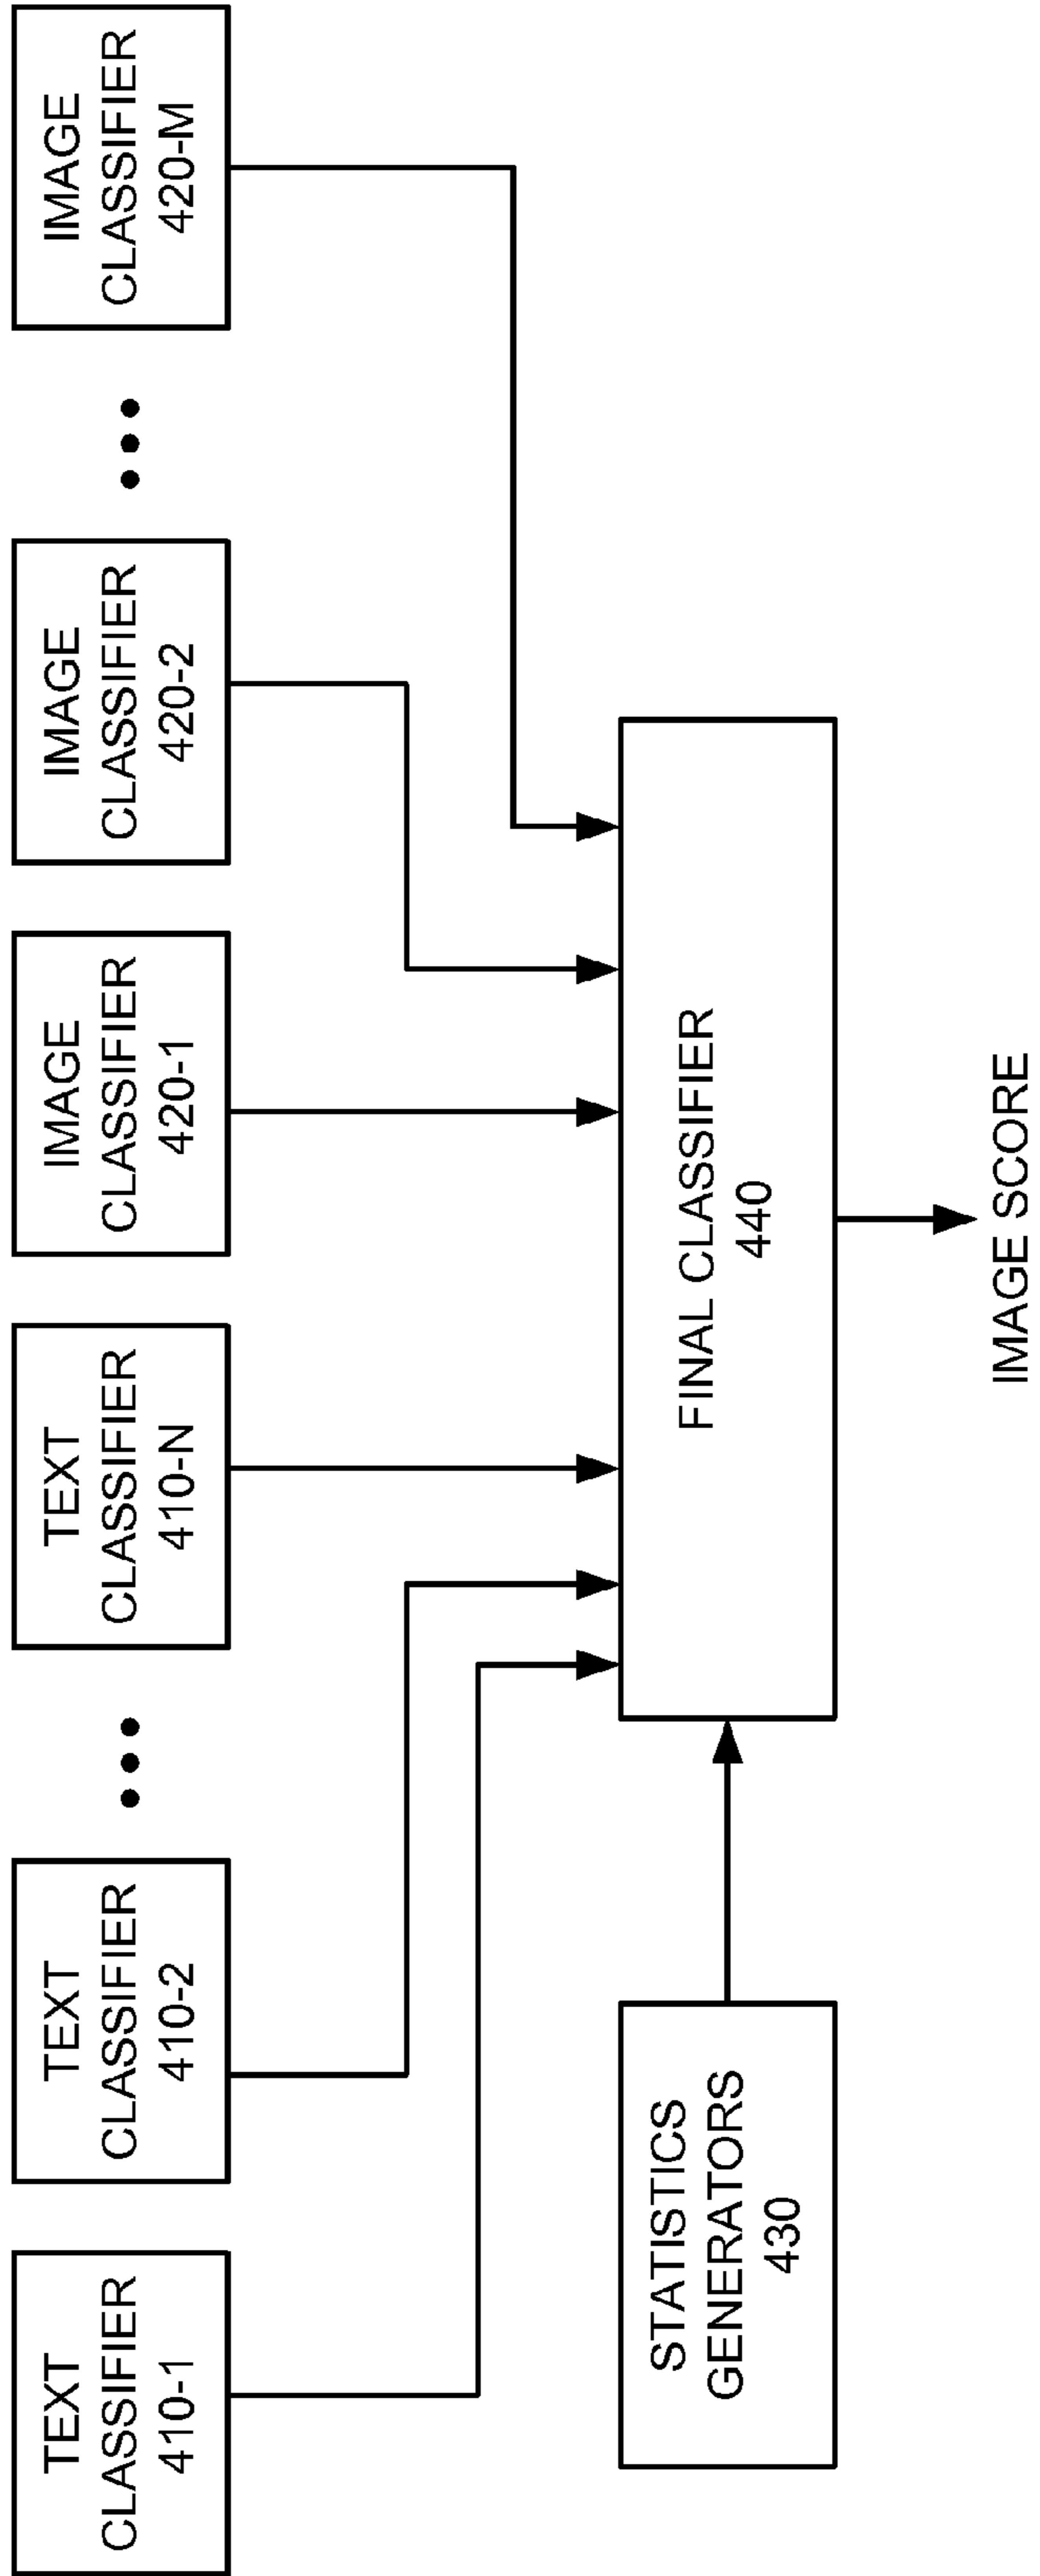 TEXT
CLASSIFIER
410-1
TEXT
CLASSIFIER
410-2
TEXT
CLASSIFIER
410-N
IMAGE
CLASSIFIER
420-1
IMAGE
CLASSIFIER
420-2
IMAGE
CLASSIFIER
420-M
STATISTICS
GENERATORS
430
FINAL CLASSIFIER
440
IMAGE SCORE